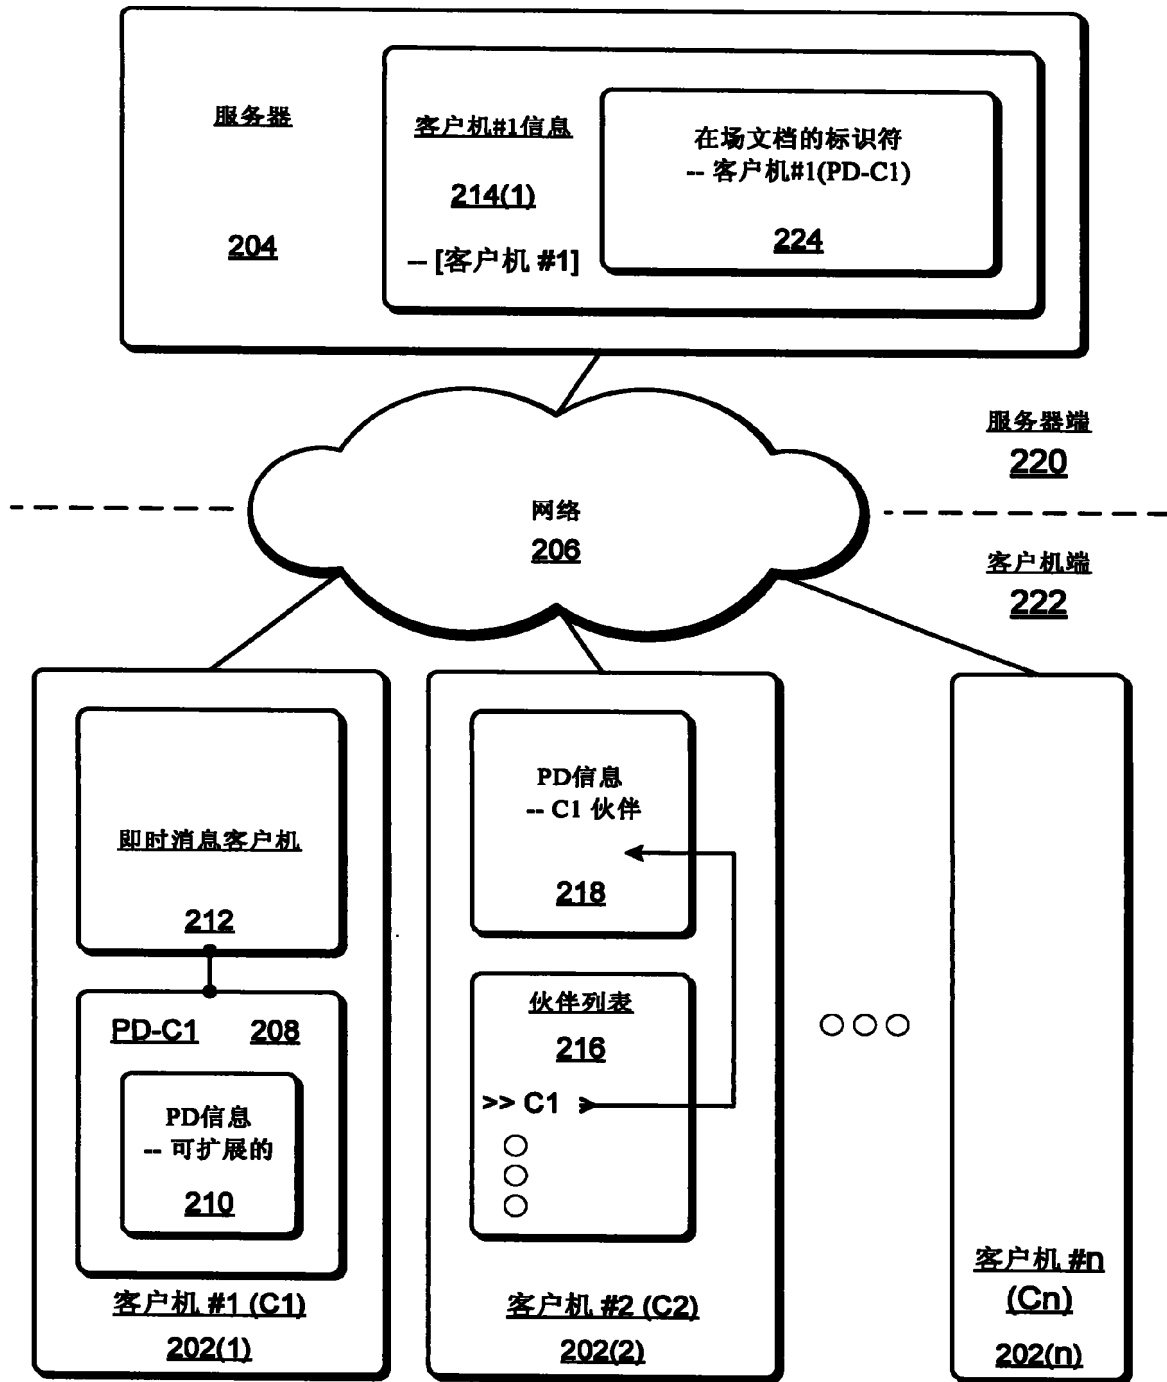 服务器
204
客户机#1信息
214(1)
-- [客户机 #1]
在场文档的标识符
-- 客户机#1(PD-C1)
224
服务器端
220
网络
206
客户机端
222
即时消息客户机
212
PD-C1 208
PD信息
-- 可扩展的
210
客户机 #1 (C1)
202(1)
PD信息
-- C1 伙伴
218
伙伴列表
216
>> C1
客户机 #2 (C2)
202(2)
客户机 #n
(Cn)
202(n)